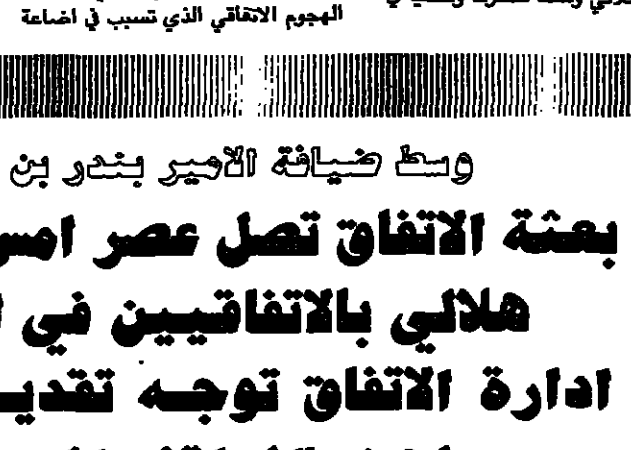 الهجوم الاتفاقي الذي تسبب في اضاعة
وسط ضيافة الامير بندر بن
بعثة الاتفاق تصل عصر امس
هلالي بالاتفاقيين في
ادارة الاتفاق توجه